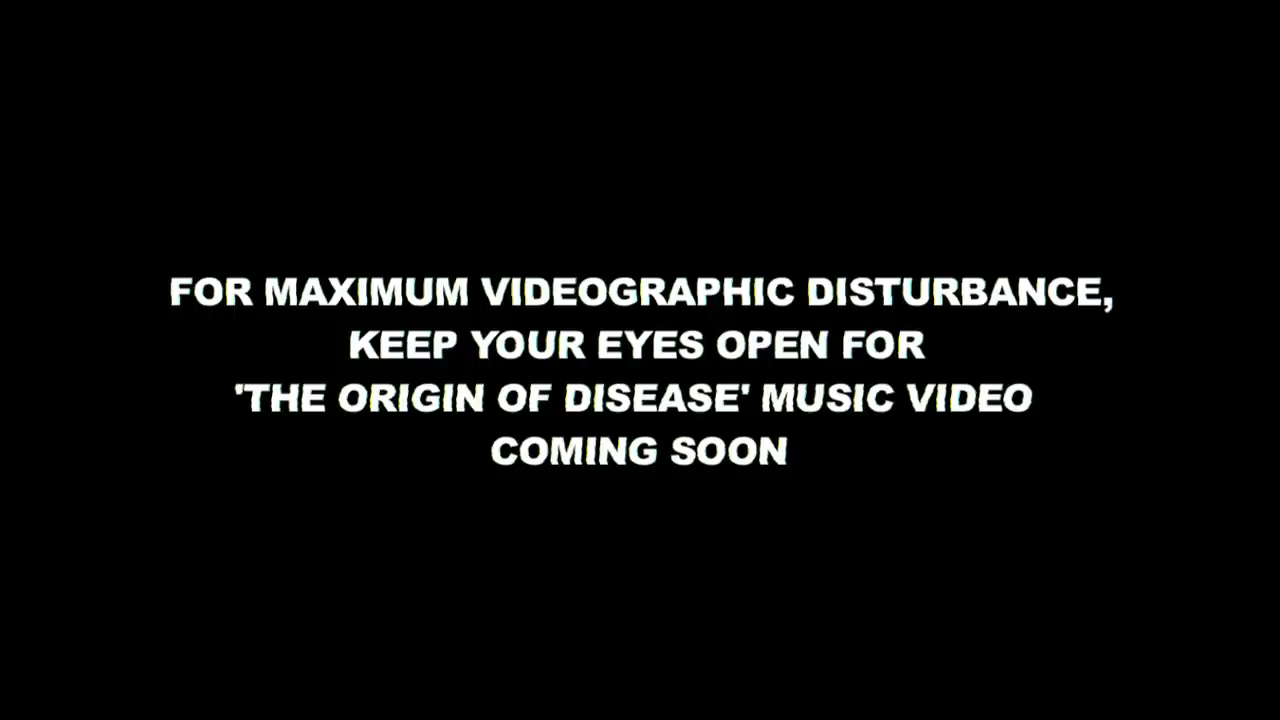 FOR MAXIMUM VIDEOGRAPHIC DISTURBANCE,
KEEP YOUR EYES OPEN FOR
'THE ORIGIN OF DISEASE' MUSIC VIDEO
COMING SOON